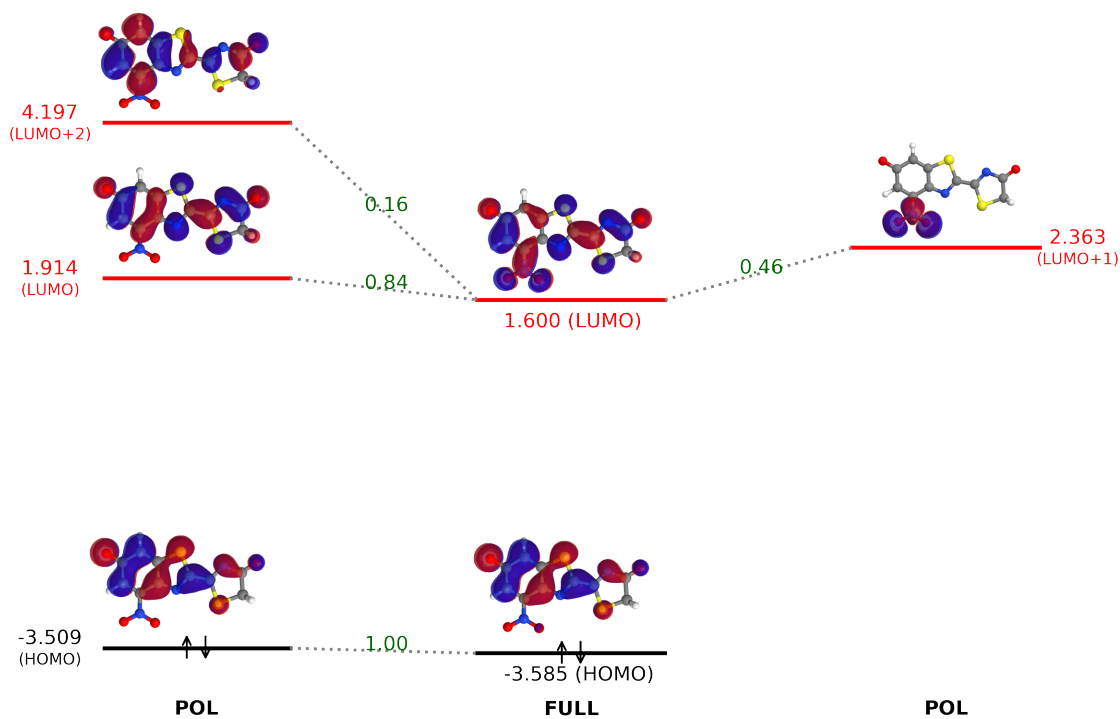 4.197
(LUMO+2)
0.16
1.914
(LUMO)
0.84
1.600 (LUMO)
0.46
2.363
(LUMO+1)
-3.509
(HOMO)
1.00
-3.585 (HOMO)
POL
FULL
POL